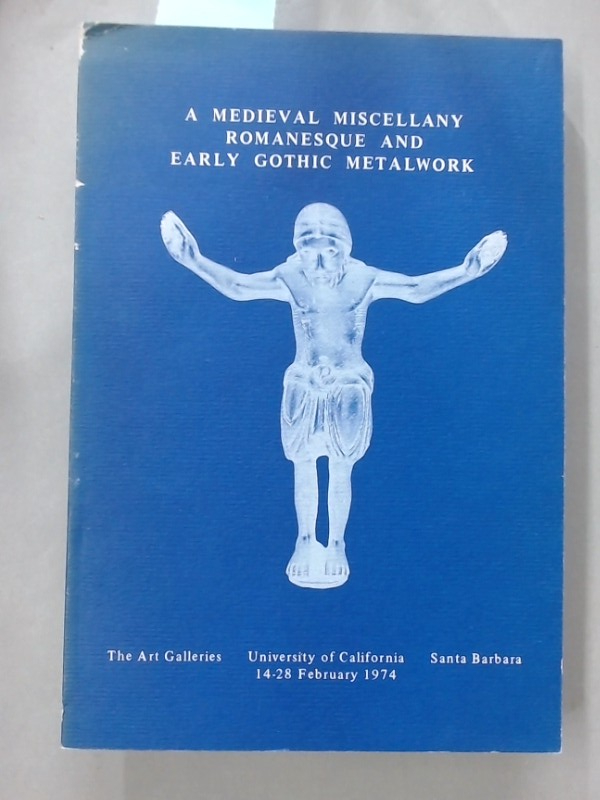 A MEDIEVAL MISCELLANY
ROMANESQUE AND
EARLY GOTHIC METALWORK
The Art Galleries University of California Santa Barbara
14-28 February 1974